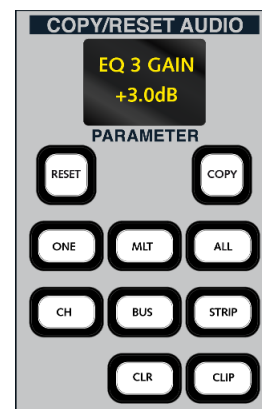 COPY/RESET AUDIO
EQ 3 GAIN
+3.0dB
PARAMETER
RESET COPY
ONE MLT ALL
CH BUS STRIP
CLR CLIP